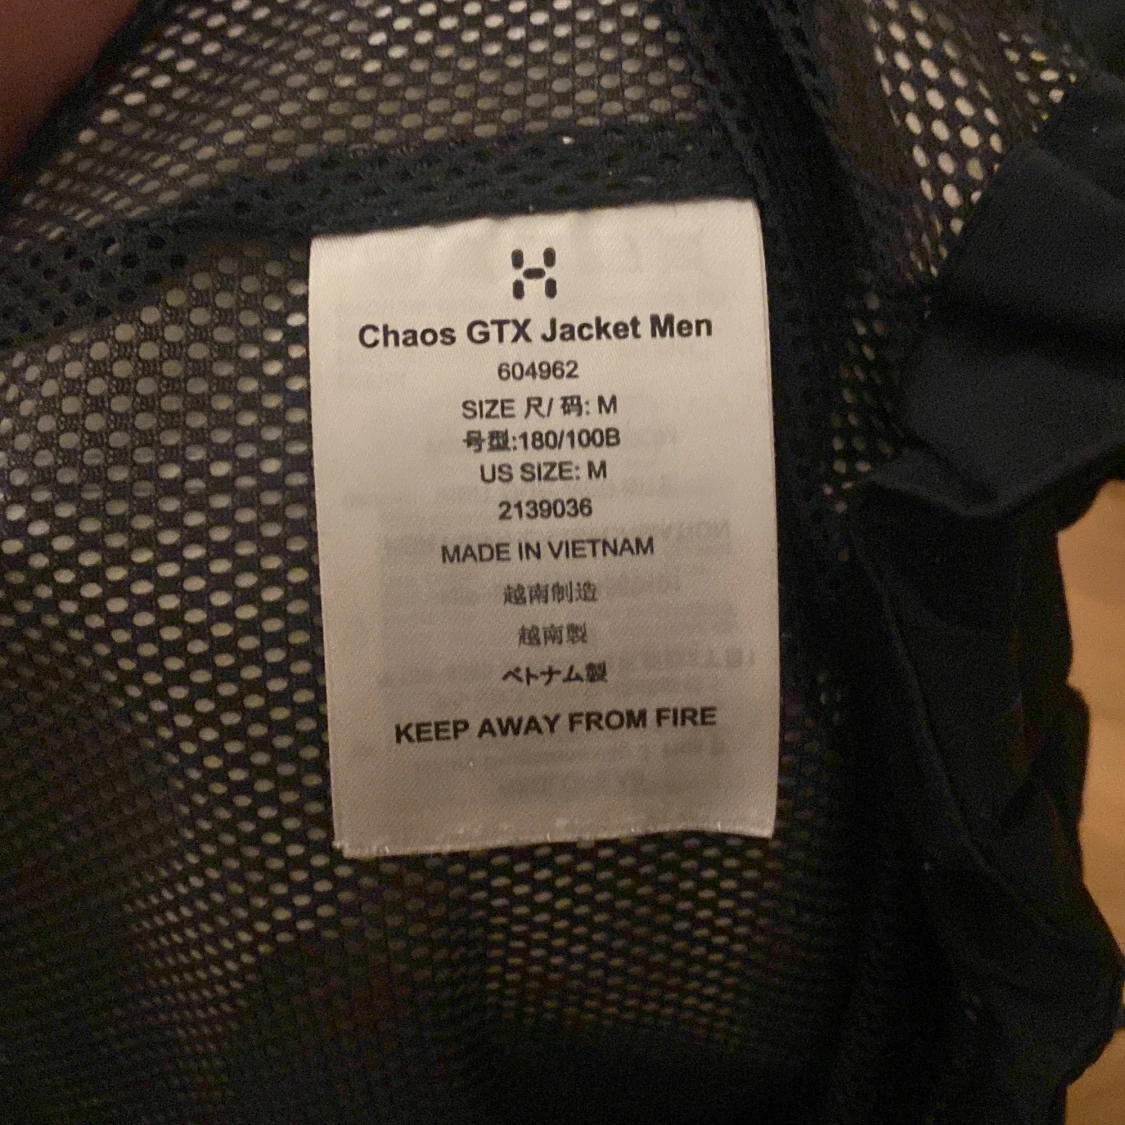 Chaos GTX Jacket Men
604962
SIZE 尺/ 码: M
号型:180/100B
US SIZE: M
2139036
MADE IN VIETNAM
越南制造
越南製
ベトナム製
KEEP AWAY FROM FIRE